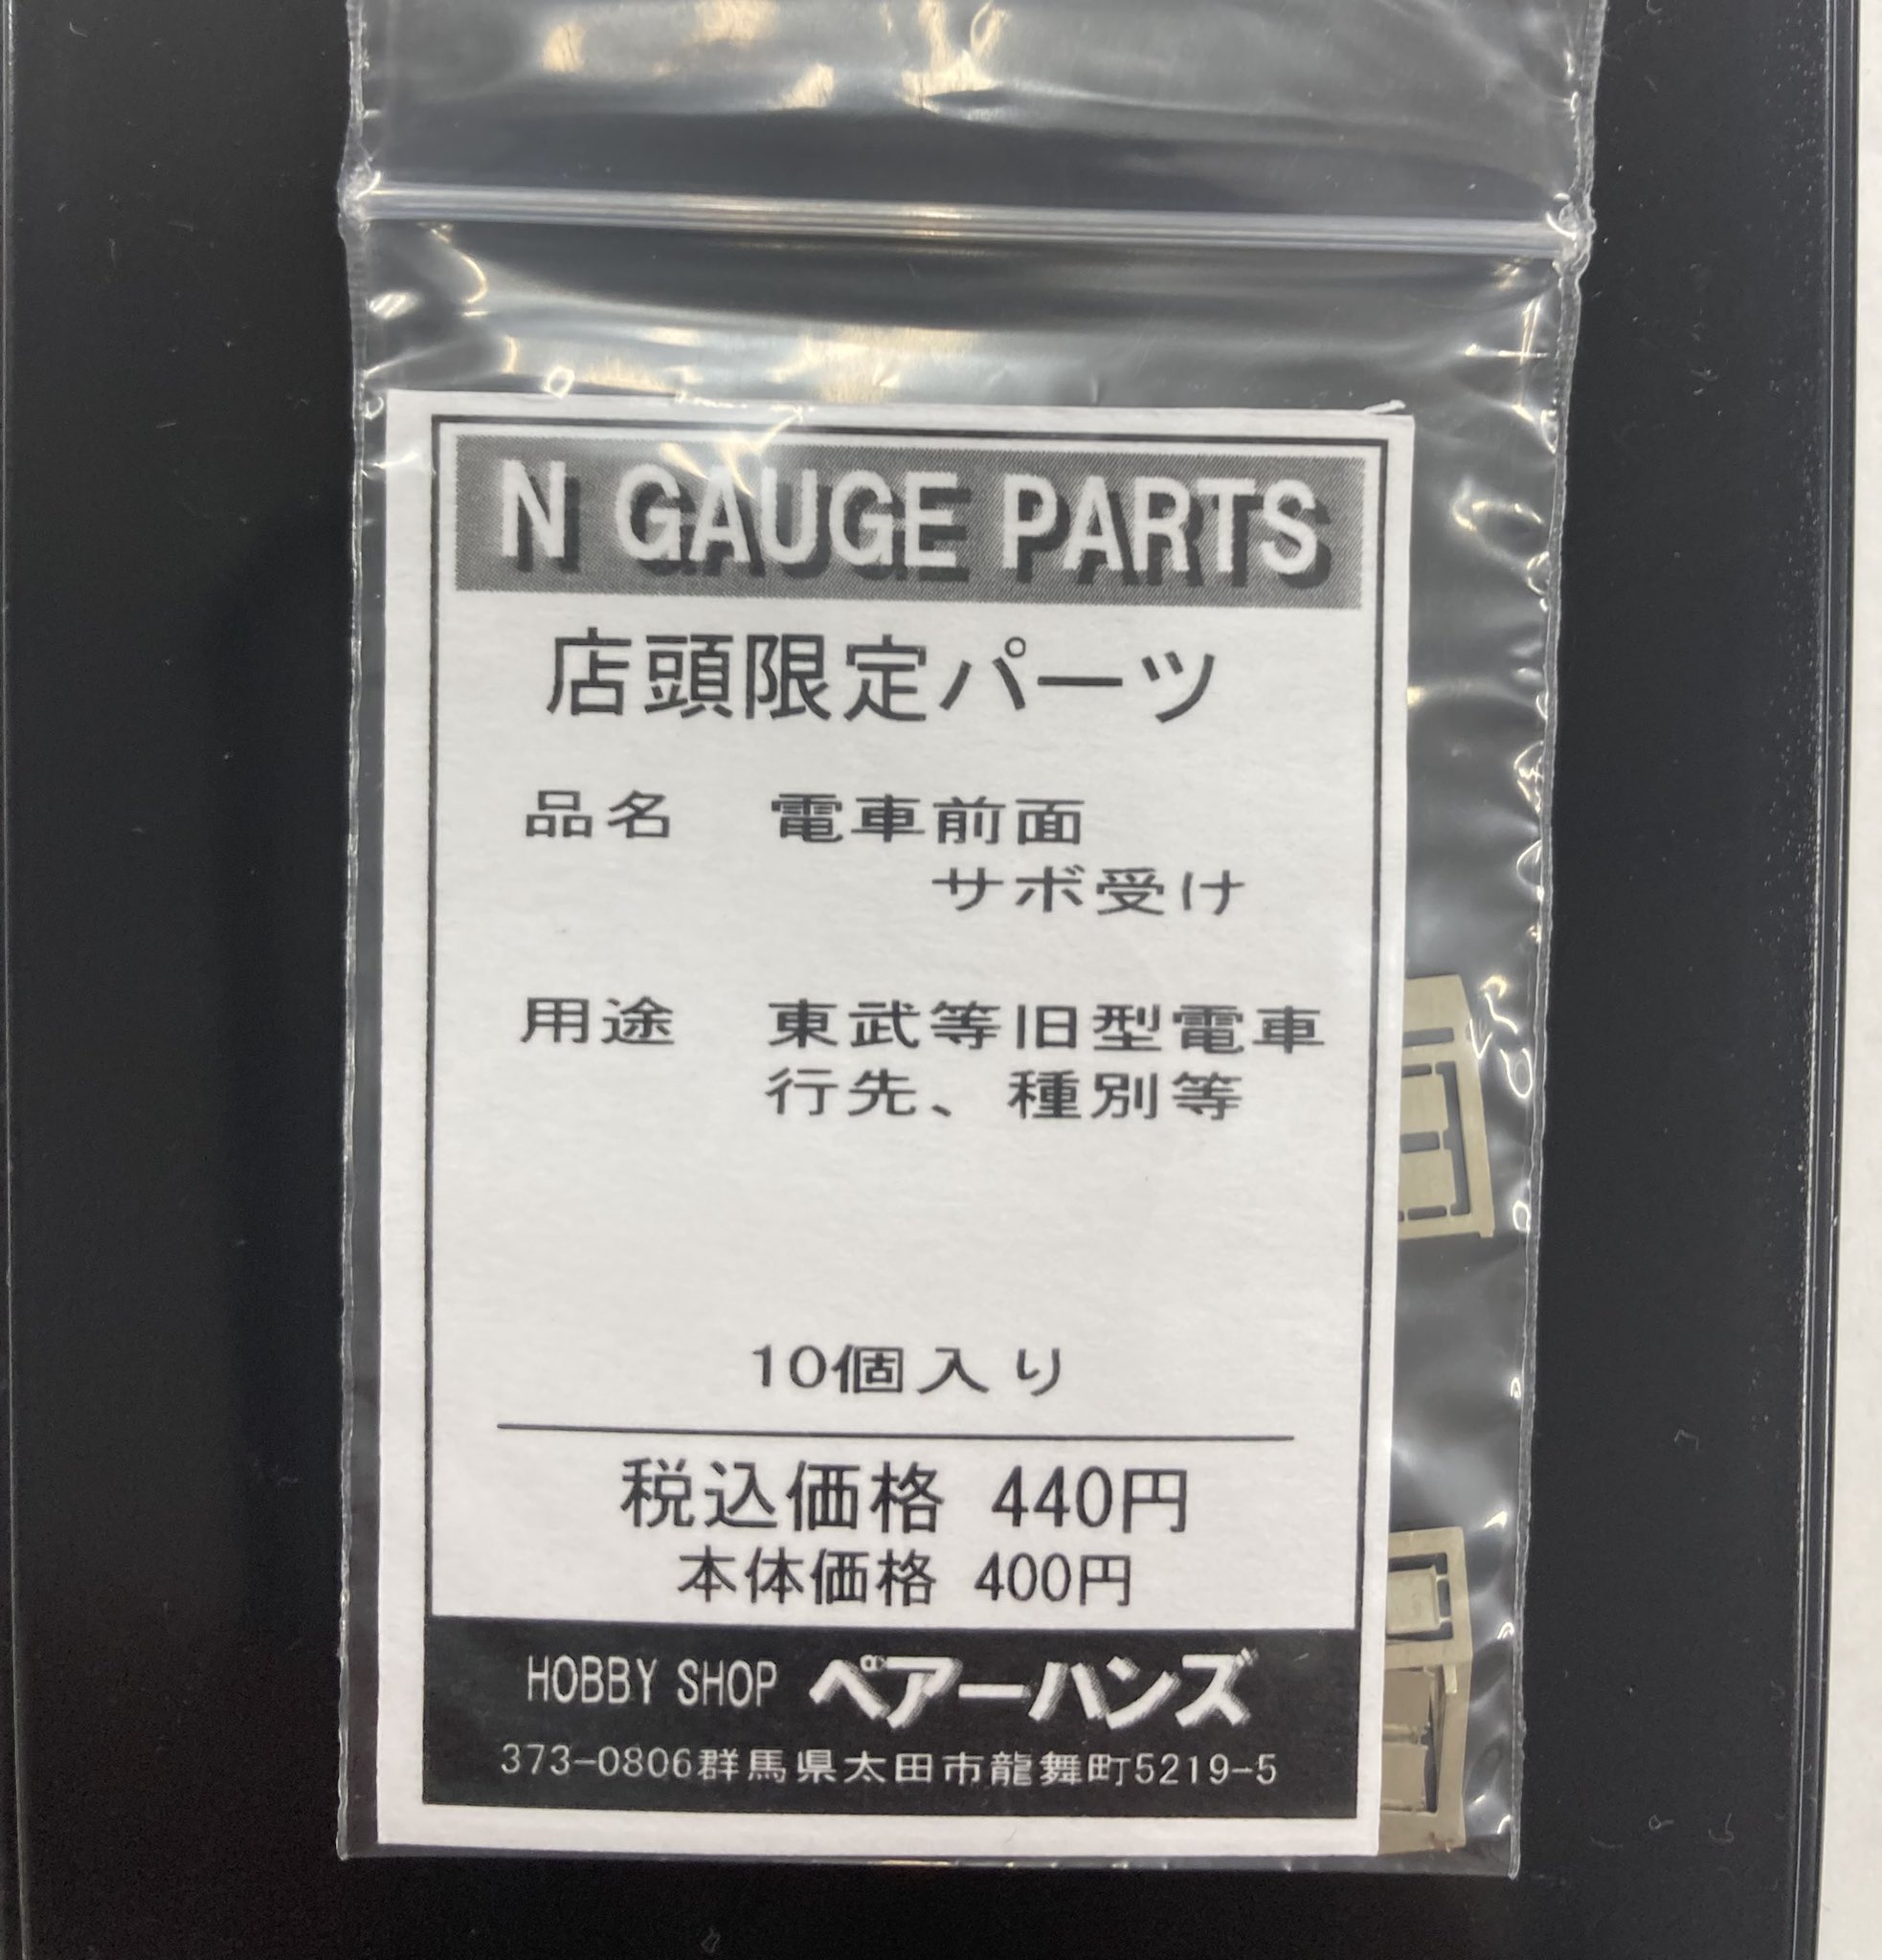 N GAUGE PARTS
店頭限定パーツ
品名 電車前面
サボ受け
用途 東武等旧型電車
行先、種別等
10個入り
税込価格 440円
本体価格 400円
HOBBY SHOP ペアーハンズ
373-0806群馬県太田市龍舞町5219-5